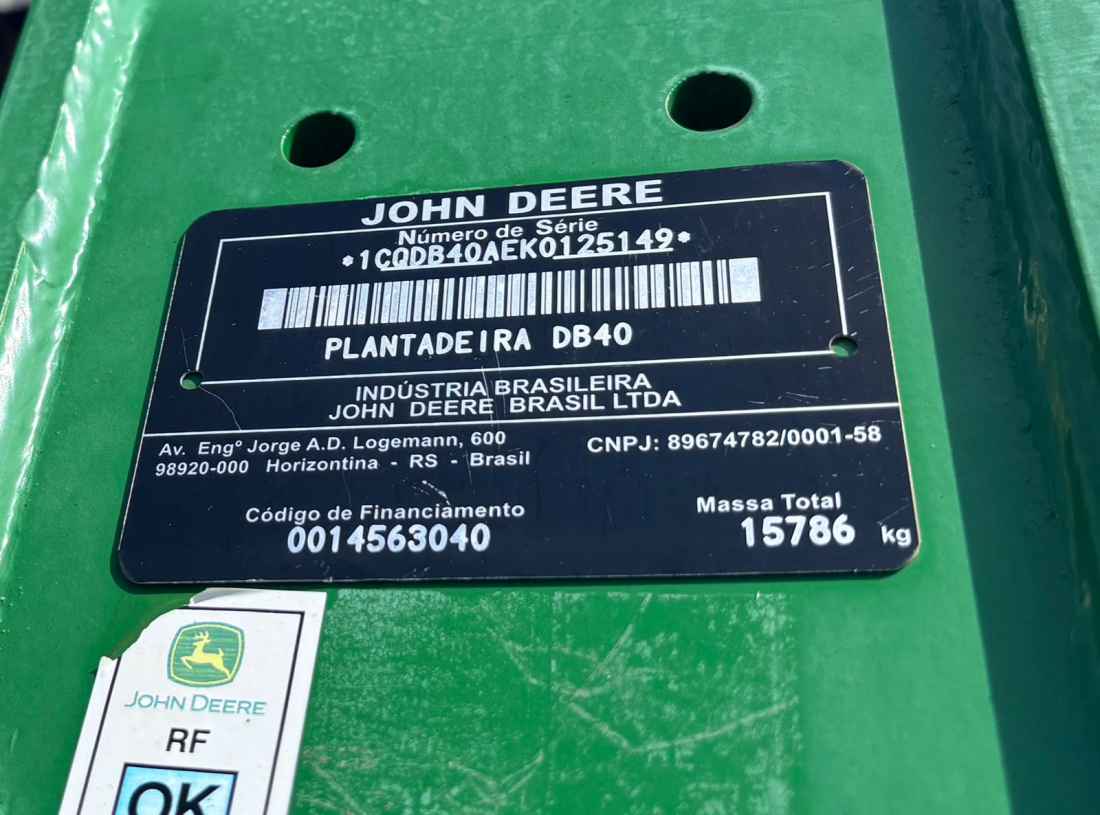 JOHN DEERE
Número de Série
*1CQDB40AEK0125149*
PLANTADEIRA DB40
INDÚSTRIA BRASILEIRA
JOHN DEERE BRASIL LTDA
Av. Engº Jorge A.D. Logemann, 600
98920-000 Horizontina - RS - Brasil
CNPJ: 89674782/0001-58
Código de Financiamento
0014563040
Massa Total
15786 kg
JOHN DEERE
RF
OK